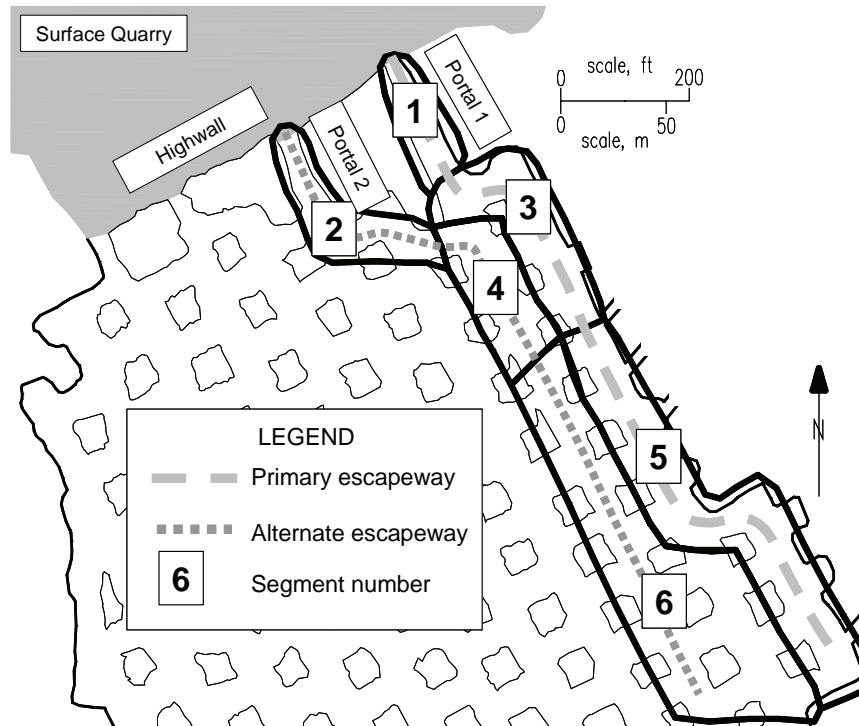 Surface Quarry
Highwall
Portal 2
Portal 1
0 scale, ft 200
0 scale, m 50
1
2
3
4
5
6
N
LEGEND
Primary escapeway
Alternate escapeway
6 Segment number